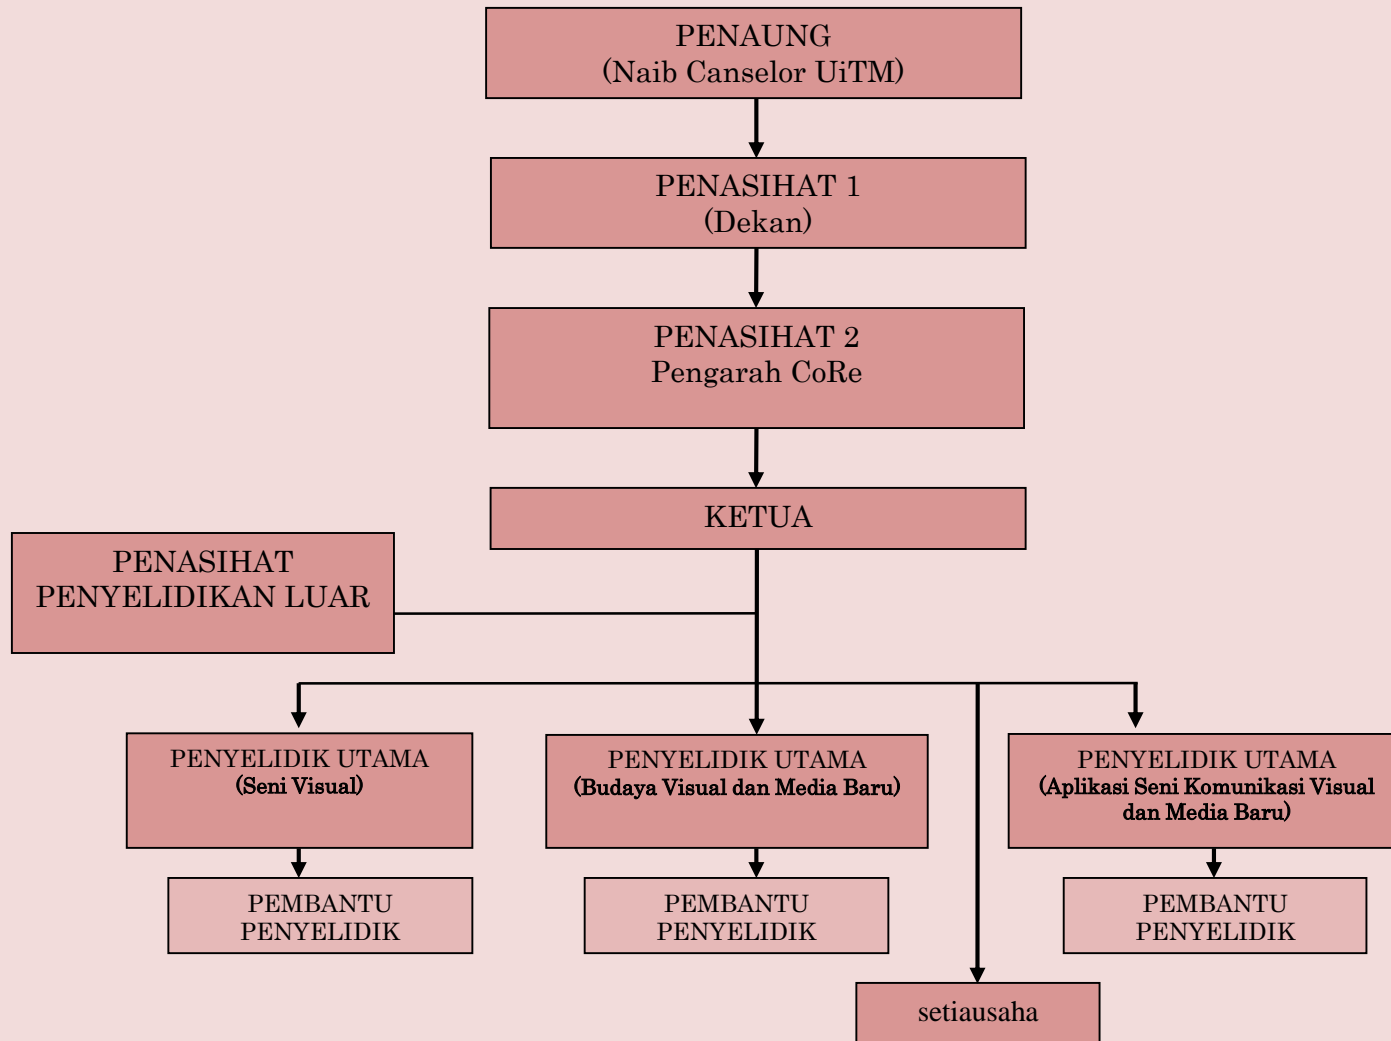 PENAUNG
(Naib Canselor UiTM)
PENASIHAT 1
(Dekan)
PENASIHAT 2
Pengarah CoRe
KETUA
PENASIHAT
PENYELIDIKAN LUAR
PENYELIDIK UTAMA
(Seni Visual)
PENYELIDIK UTAMA
(Budaya Visual dan Media Baru)
PENYELIDIK UTAMA
(Aplikasi Seni Komunikasi Visual
dan Media Baru)
PEMBANTU
PENYELIDIK
PEMBANTU
PENYELIDIK
PEMBANTU
PENYELIDIK
setiausaha